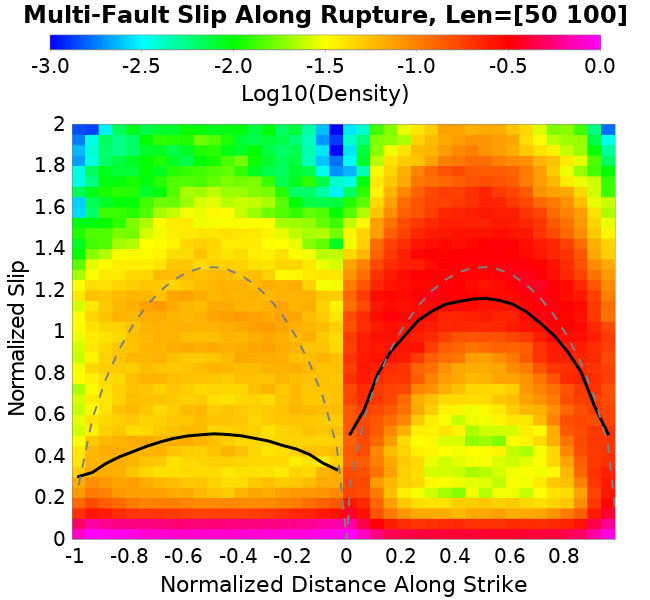 Multi-Fault Slip Along Rupture, Len=[50 100]
-3.0 -2.5 -2.0 -1.5 -1.0 -0.5 0.0
Log10(Density)
2
1.8
1.6
1.4
1.2
1
0.8
0.6
0.4
0.2
0
Normalized Slip
-1 -0.8 -0.6 -0.4 -0.2 0 0.2 0.4 0.6 0.8
Normalized Distance Along Strike